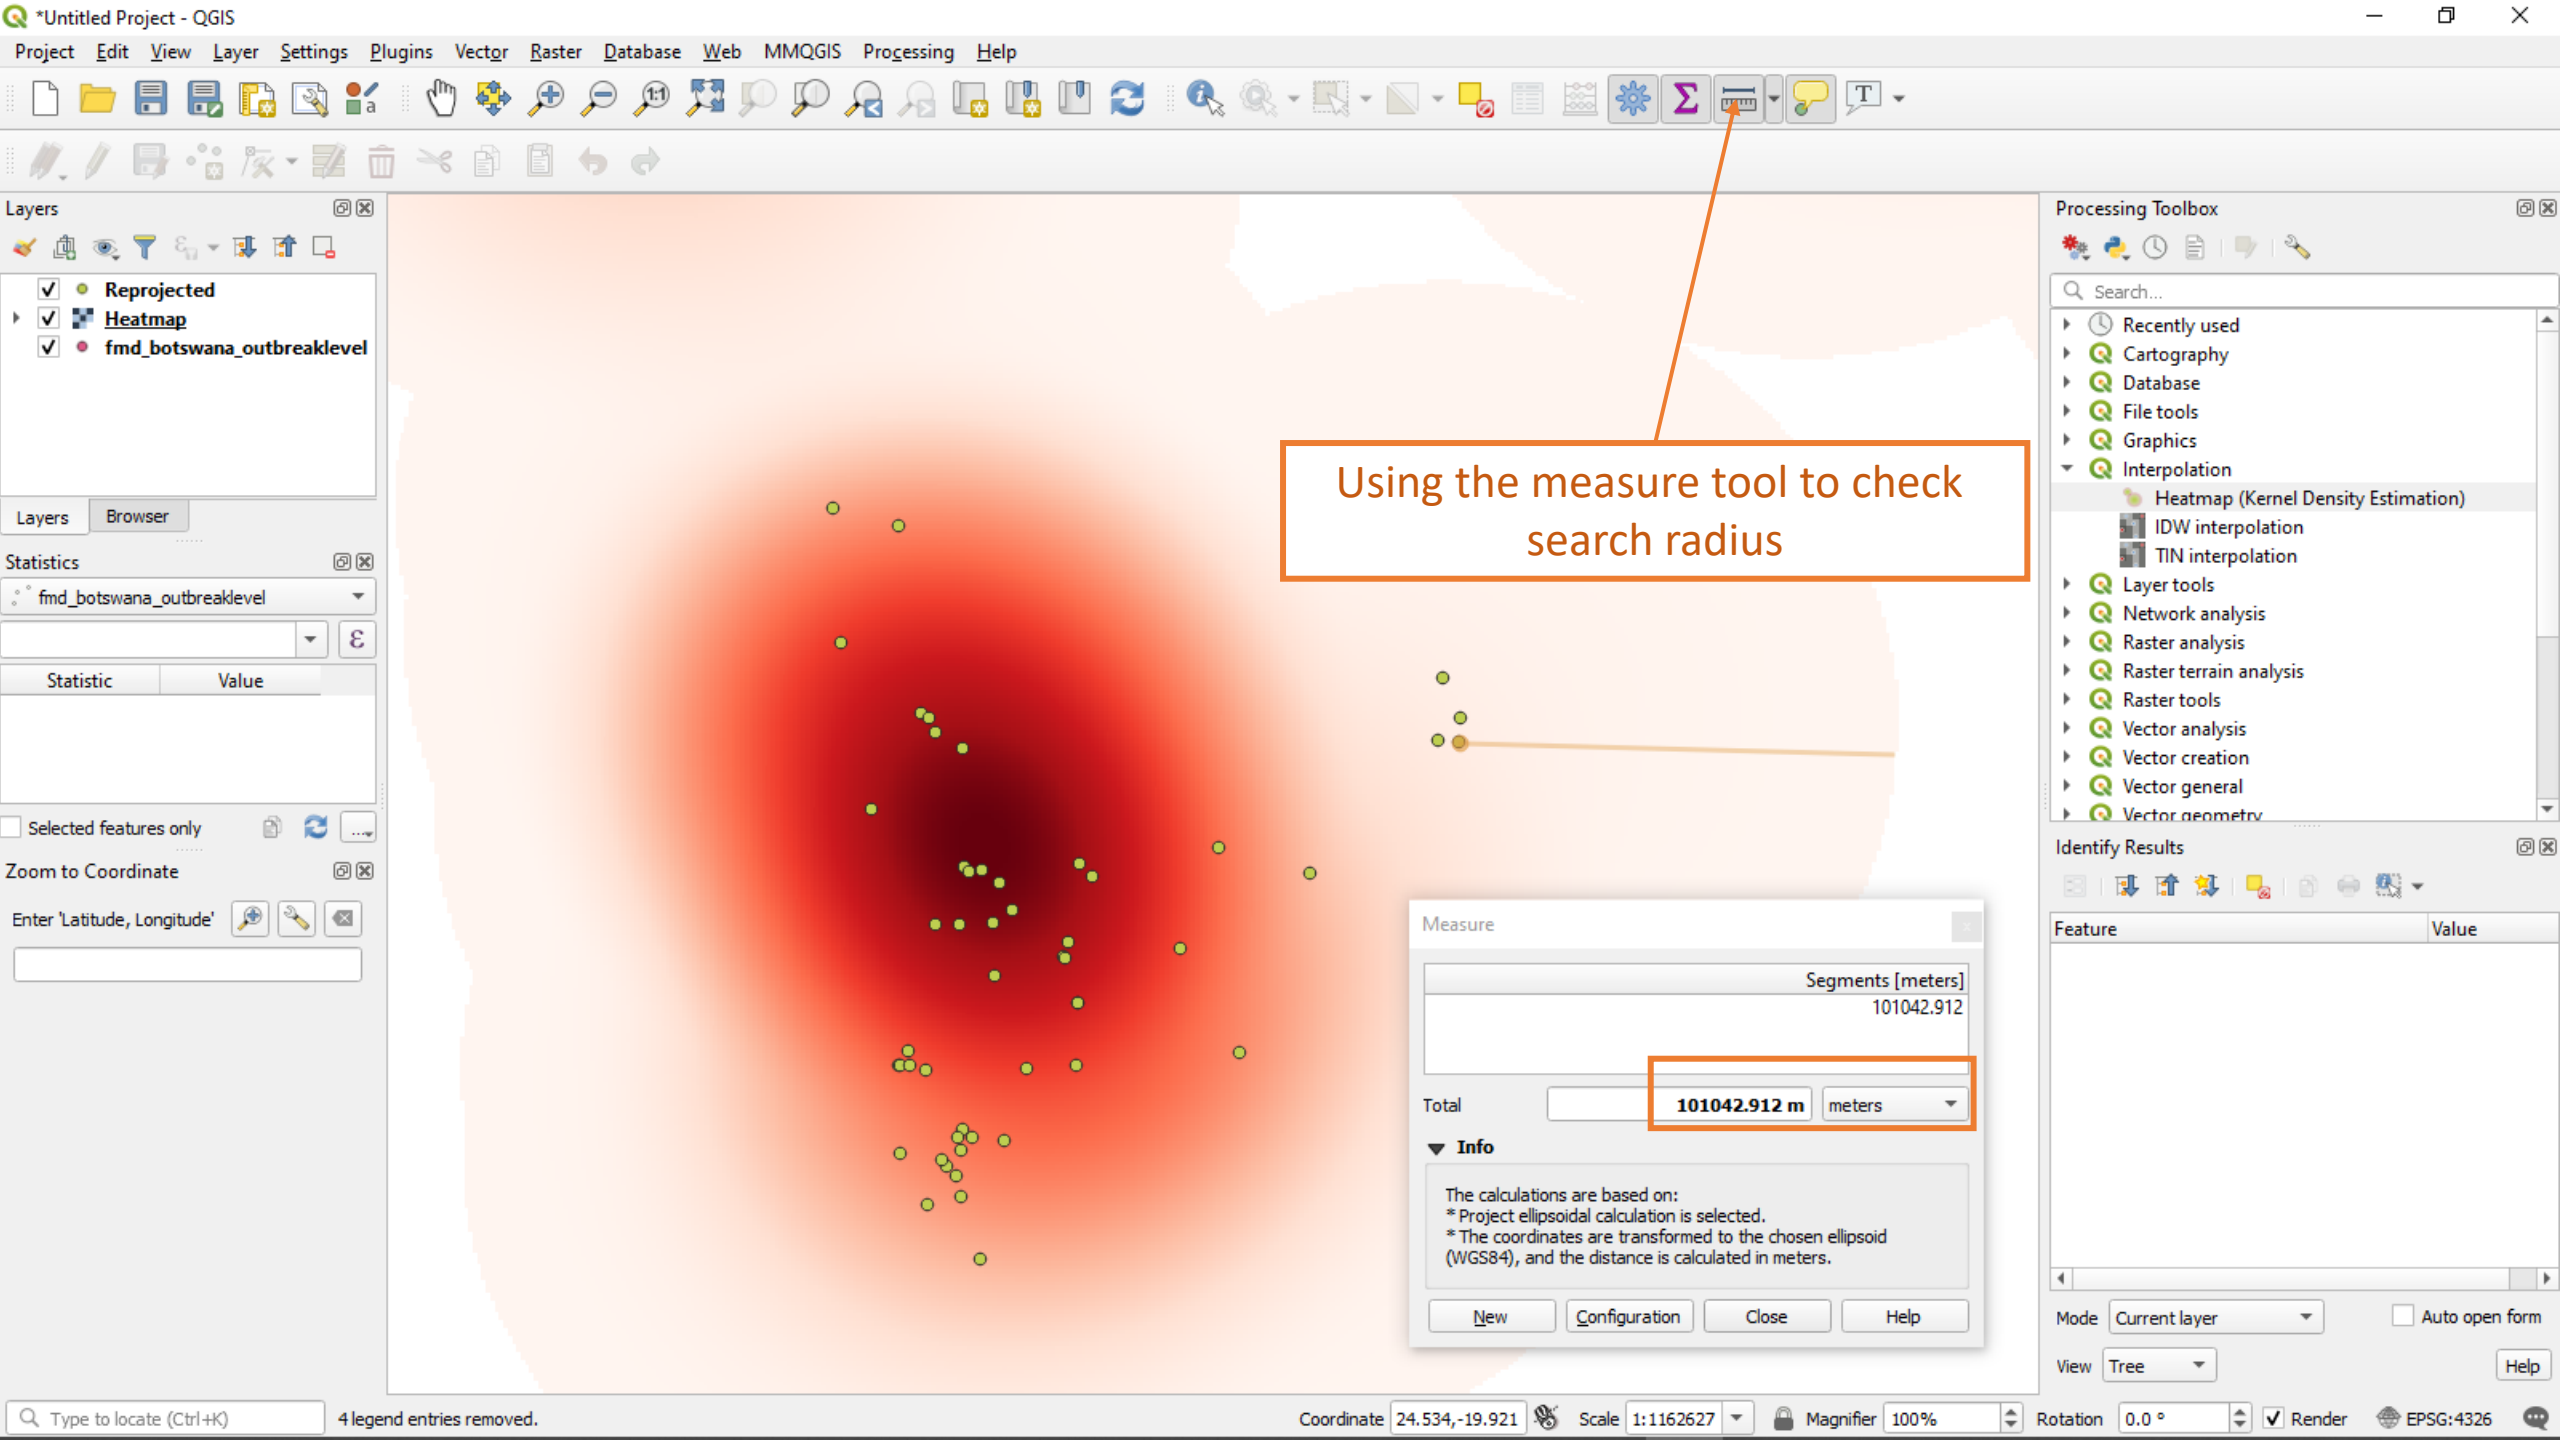 *Untitled Project - QGIS
Project Edit View Layer Settings Plugins Vector Raster Database Web MMQGIS Processing Help
1:1
a
T
Layers
Reprojected
Heatmap
fmd_botswana_outbreaklevel
Layers Browser
Statistics
fmd_botswana_outbreaklevel
ε
Statistic Value
Selected features only
...
Zoom to Coordinate
Enter 'Latitude, Longitude'
Using the measure tool to check
search radius
Measure
Segments [meters]
101042.912
Total 101042.912 m meters
Info
The calculations are based on:
* Project ellipsoidal calculation is selected.
* The coordinates are transformed to the chosen ellipsoid
(WGS84), and the distance is calculated in meters.
New Configuration Close Help
Processing Toolbox
Search...
Recently used
Cartography
Database
File tools
Graphics
Interpolation
Heatmap (Kernel Density Estimation)
IDW interpolation
TIN interpolation
Layer tools
Network analysis
Raster analysis
Raster terrain analysis
Raster tools
Vector analysis
Vector creation
Vector general
Vector geometry
Identify Results
Feature Value
Mode Current layer Auto open form
View Tree Help
Type to locate (Ctrl+K) 4 legend entries removed. Coordinate 24.534,-19.921 Scale 1:1162627 Magnifier 100% Rotation 0.0 ° Render EPSG:4326